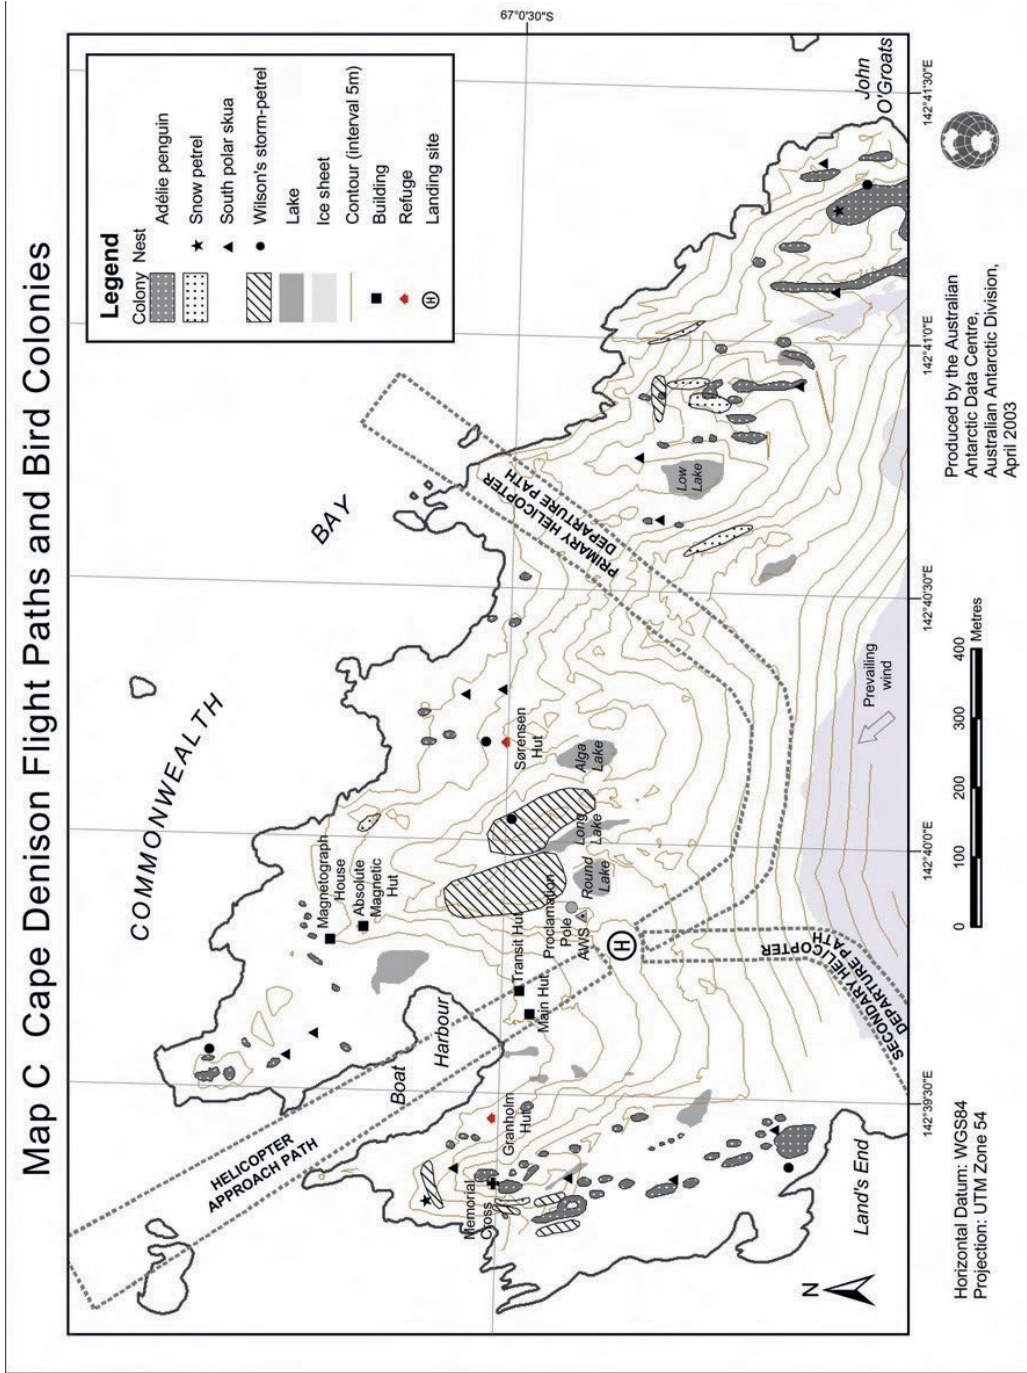 Map C Cape Denison Flight Paths and Bird Colonies
67°0'30"S
Legend
Colony Nest
Adélie penguin
Snow petrel
South polar skua
Wilson's storm-petrel
Lake
Ice sheet
Contour (interval 5m)
Building
Refuge
Landing site
H
COMMONWEALTH
BAY
HELICOPTER
APPROACH PATH
Boat
Harbour
Magnetograph
House
Absolute
Magnetic
Hut
Transit Hut
Main Hut
Proclamation
Pole
AWS
H
Round
Lake
Long
Lake
Alga
Lake
Sørensen
Hut
Granholm
Hut
Memorial
Cross
Low
Lake
PRIMARY HELICOPTER
DEPARTURE PATH
SECONDARY HELICOPTER
DEPARTURE PATH
Prevailing
wind
Land's End
John
O'Groats
N
142°39'30"E
142°40'0"E
142°40'30"E
142°41'0"E
142°41'30"E
Horizontal Datum: WGS84
Projection: UTM Zone 54
0 100 200 300 400
Metres
Produced by the Australian
Antarctic Data Centre,
Australian Antarctic Division,
April 2003